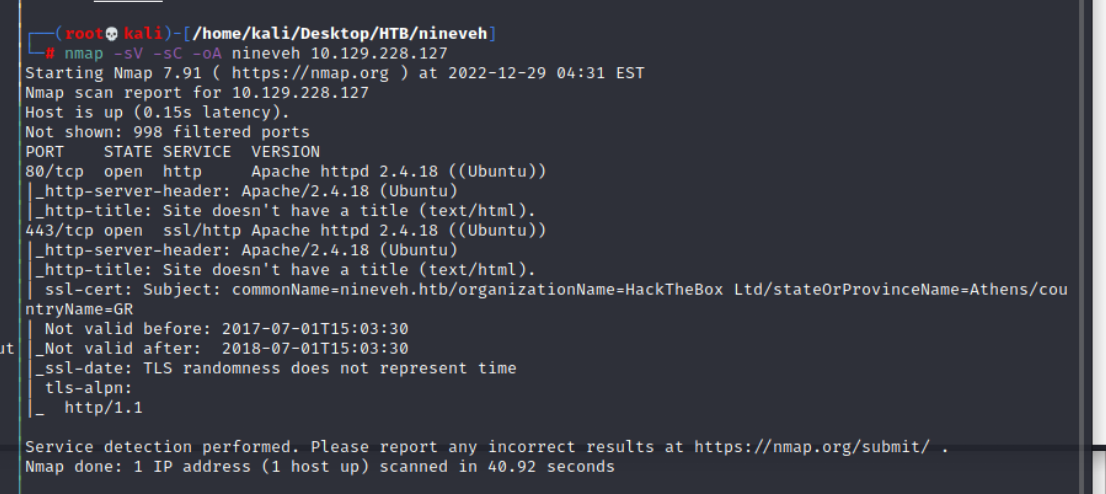 ┌──(root💀kali)-[/home/kali/Desktop/HTB/nineveh]
└─# nmap -sV -sC -oA nineveh 10.129.228.127
Starting Nmap 7.91 ( https://nmap.org ) at 2022-12-29 04:31 EST
Nmap scan report for 10.129.228.127
Host is up (0.15s latency).
Not shown: 998 filtered ports
PORT    STATE SERVICE  VERSION
80/tcp  open  http     Apache httpd 2.4.18 ((Ubuntu))
|_http-server-header: Apache/2.4.18 (Ubuntu)
|_http-title: Site doesn't have a title (text/html).
443/tcp open  ssl/http Apache httpd 2.4.18 ((Ubuntu))
|_http-server-header: Apache/2.4.18 (Ubuntu)
|_http-title: Site doesn't have a title (text/html).
| ssl-cert: Subject: commonName=nineveh.htb/organizationName=HackTheBox Ltd/stateOrProvinceName=Athens/cou
ntryName=GR
| Not valid before: 2017-07-01T15:03:30
|_Not valid after:  2018-07-01T15:03:30
|_ssl-date: TLS randomness does not represent time
| tls-alpn:
|_  http/1.1
Service detection performed. Please report any incorrect results at https://nmap.org/submit/ .
Nmap done: 1 IP address (1 host up) scanned in 40.92 seconds